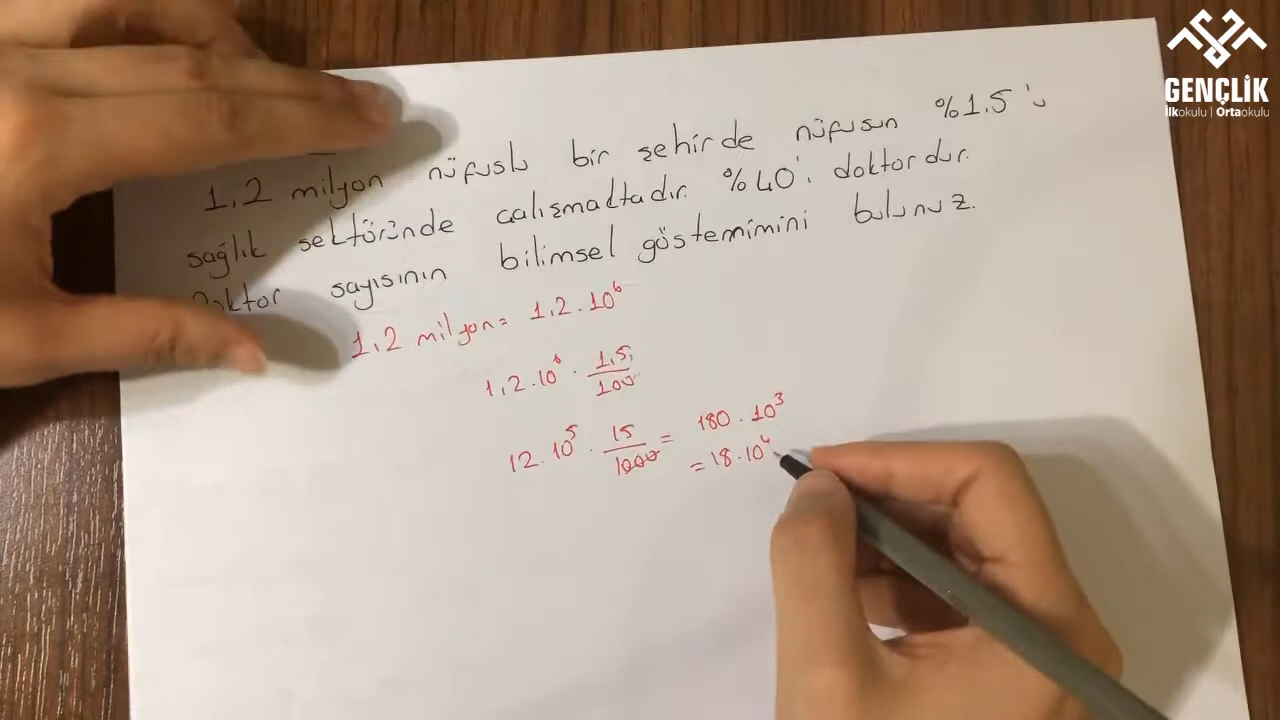 GENÇLİK
ilkokulu | Ortaokulu
1,2 milyon nüfuslu bir şehirde nüfusun %1.5'u
sağlık sektöründe çalışmaktadır. %40'ı doktordur.
Doktor sayısının bilimsel göstemimini bulunuz.
1,2 milyon = 1,2 . 10⁶
1,2 . 10⁶ . 1,5/100
12 . 10⁵ . 15/1000 = 180 . 10³
= 18 . 10⁴